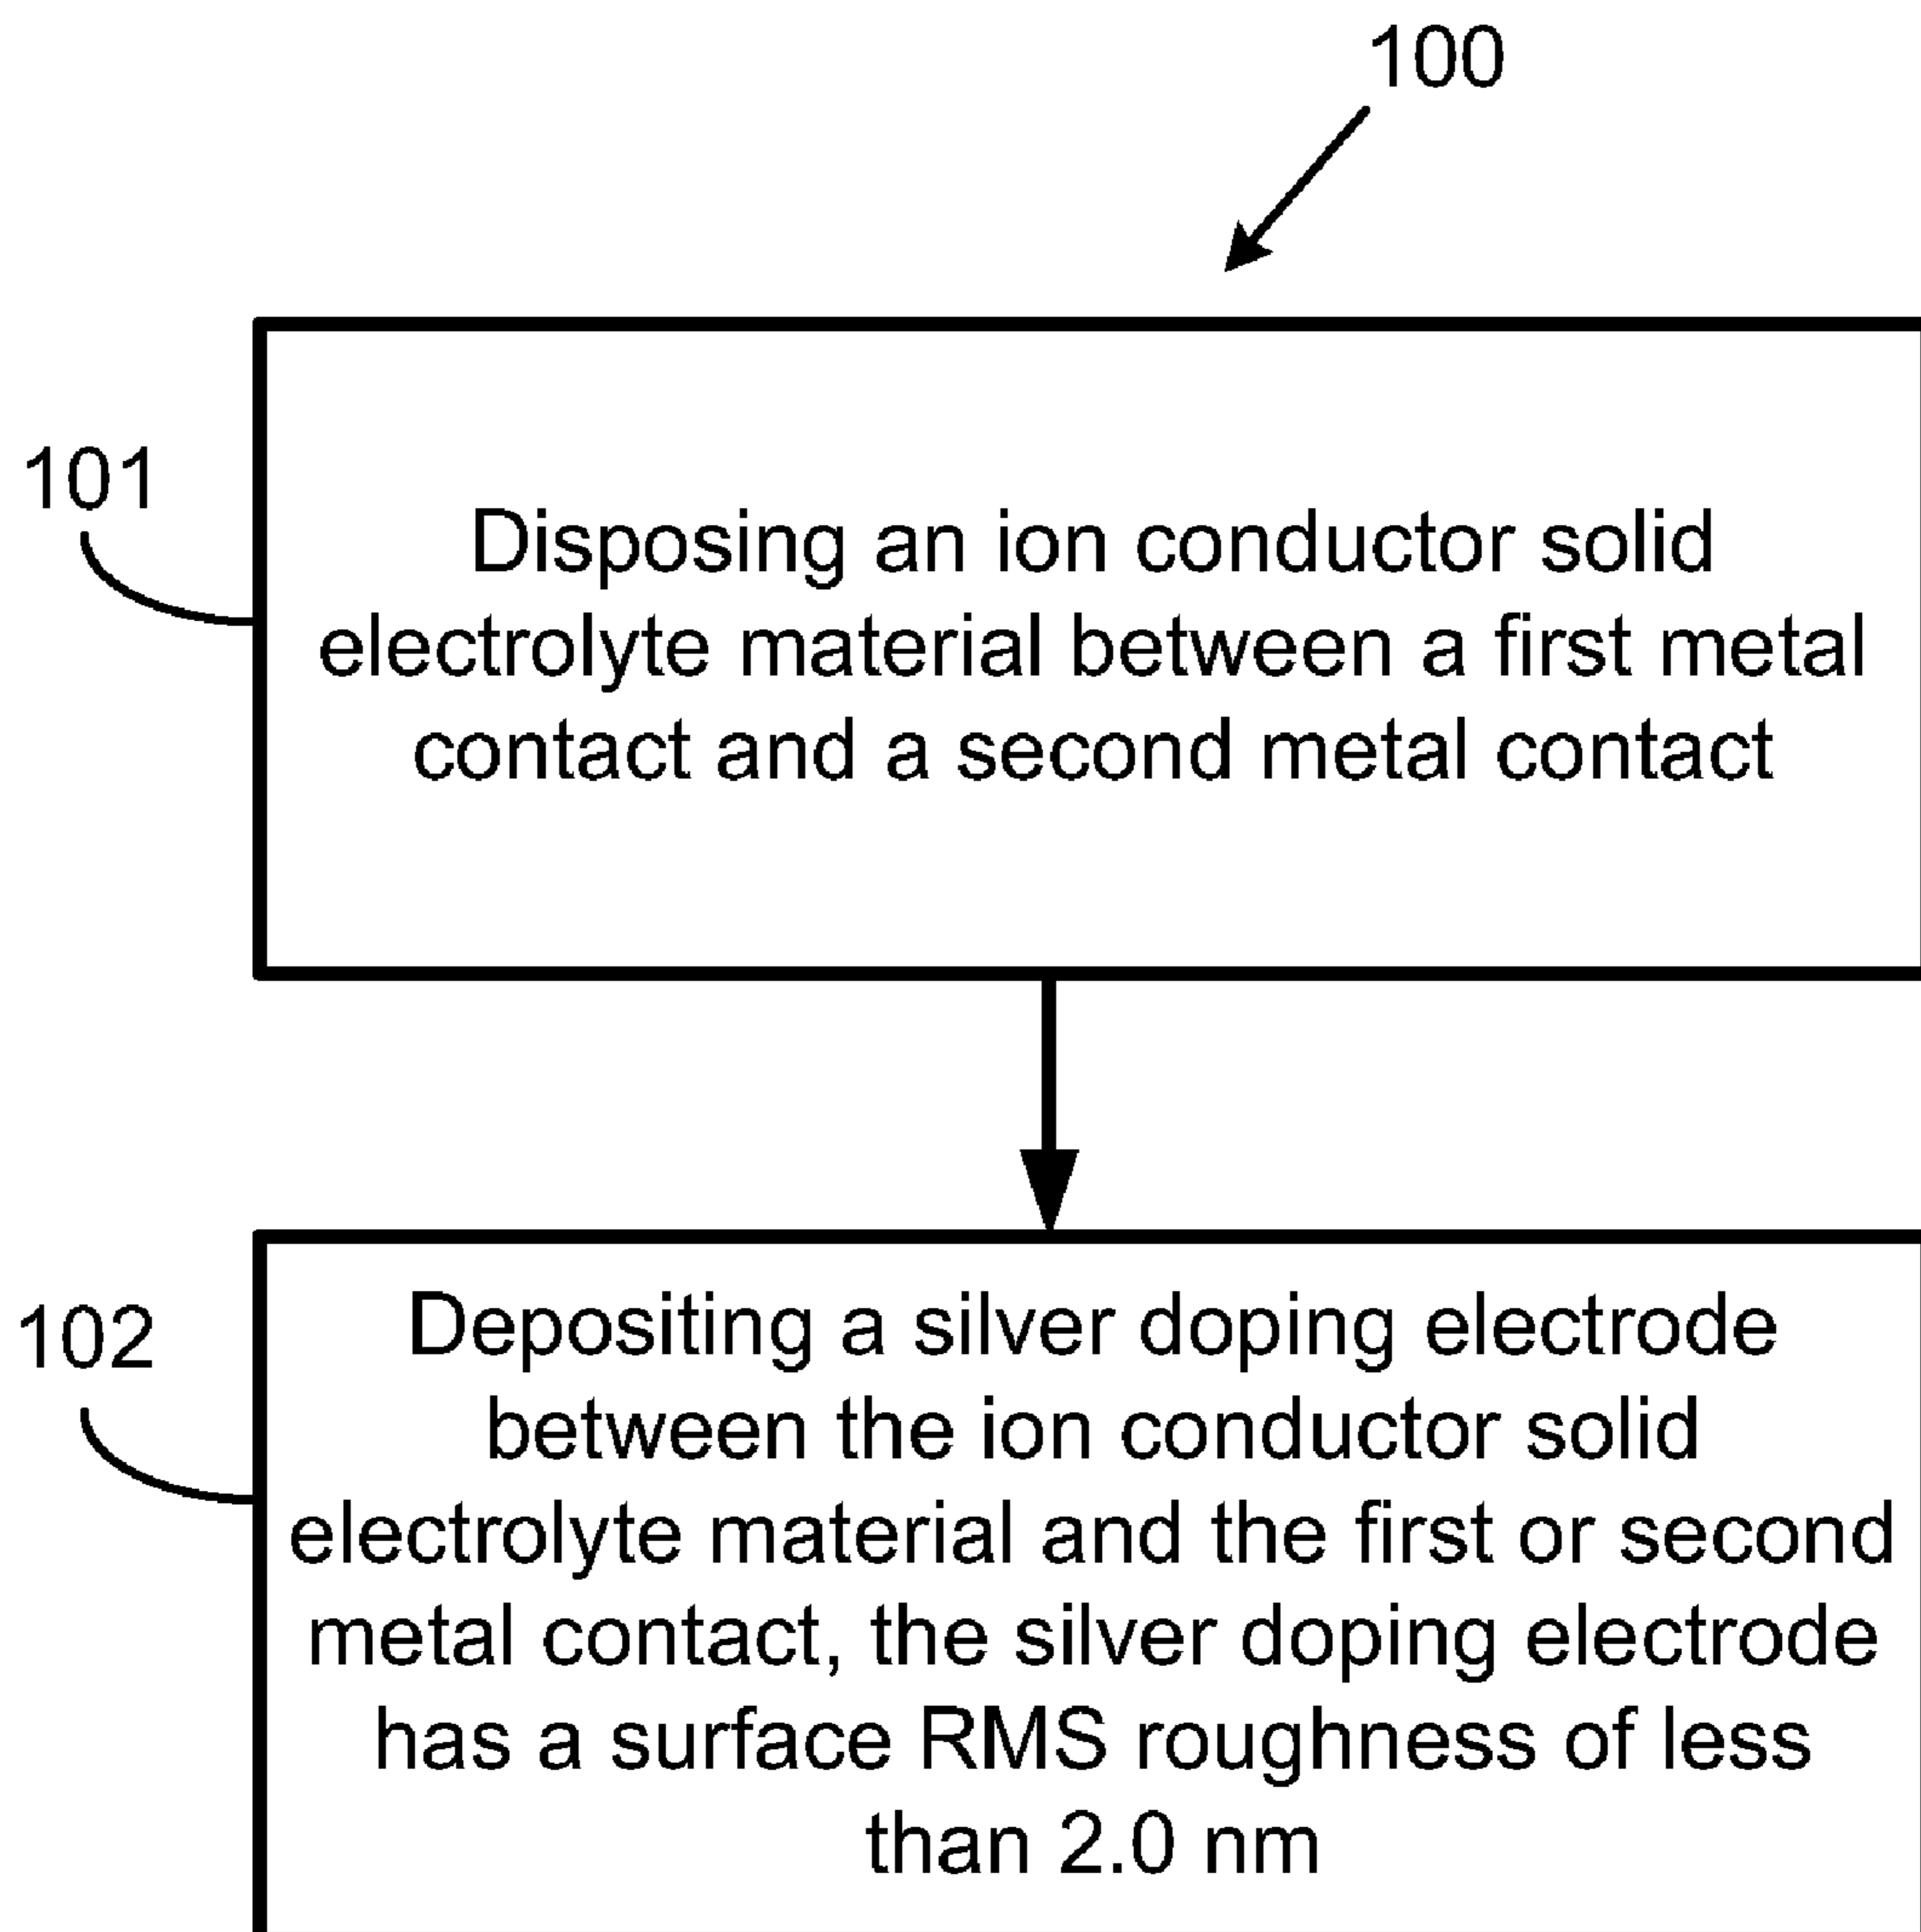 100
101
Disposing an ion conductor solid
electrolyte material between a first metal
contact and a second metal contact
102
Depositing a silver doping electrode
between the ion conductor solid
electrolyte material and the first or second
metal contact, the silver doping electrode
has a surface RMS roughness of less
than 2.0 nm